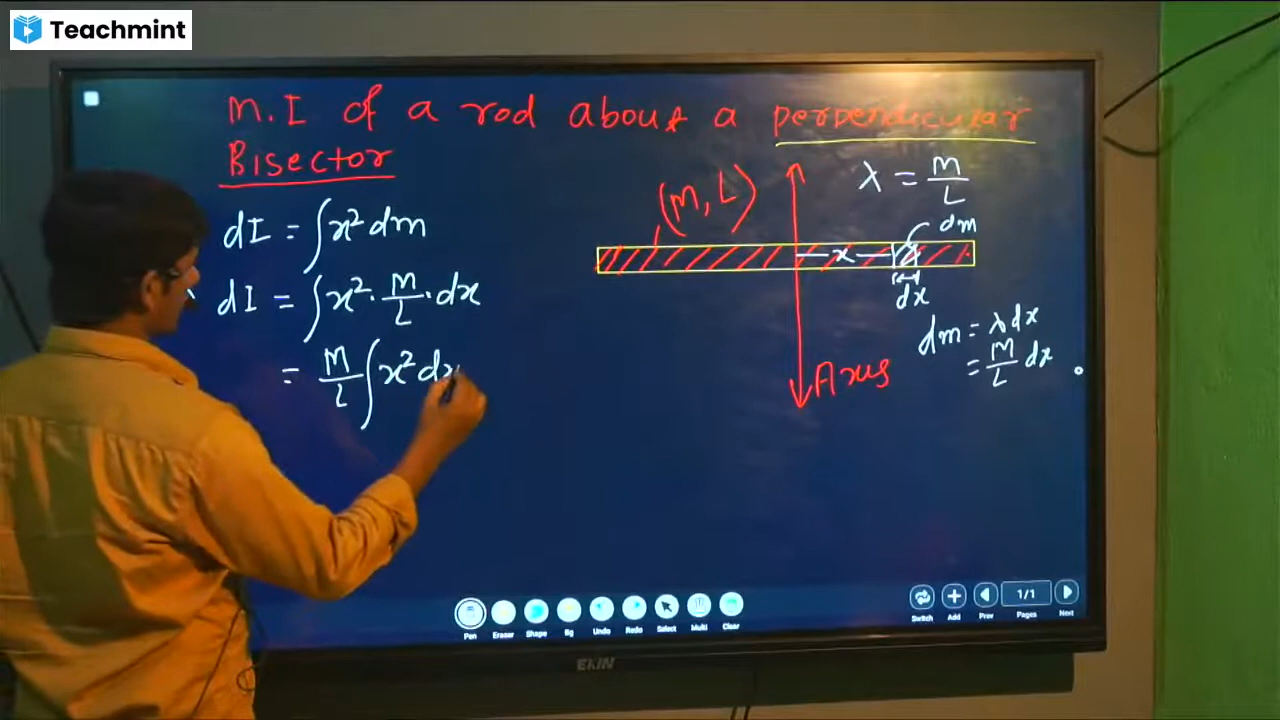 Teachmint
M.I of a rod about a perpendicular
Bisector
dI = ∫x² dm
dI = ∫x² · M/L · dx
= M/L ∫x² dx
(M, L)
λ = M/L
dm
x
dx
dm = λdx
= M/L dx
Axis
Pen Eraser Shape Bg Undo Redo Select Multi Clear
Switch Add Prev 1/1 Pages Next
EKIN